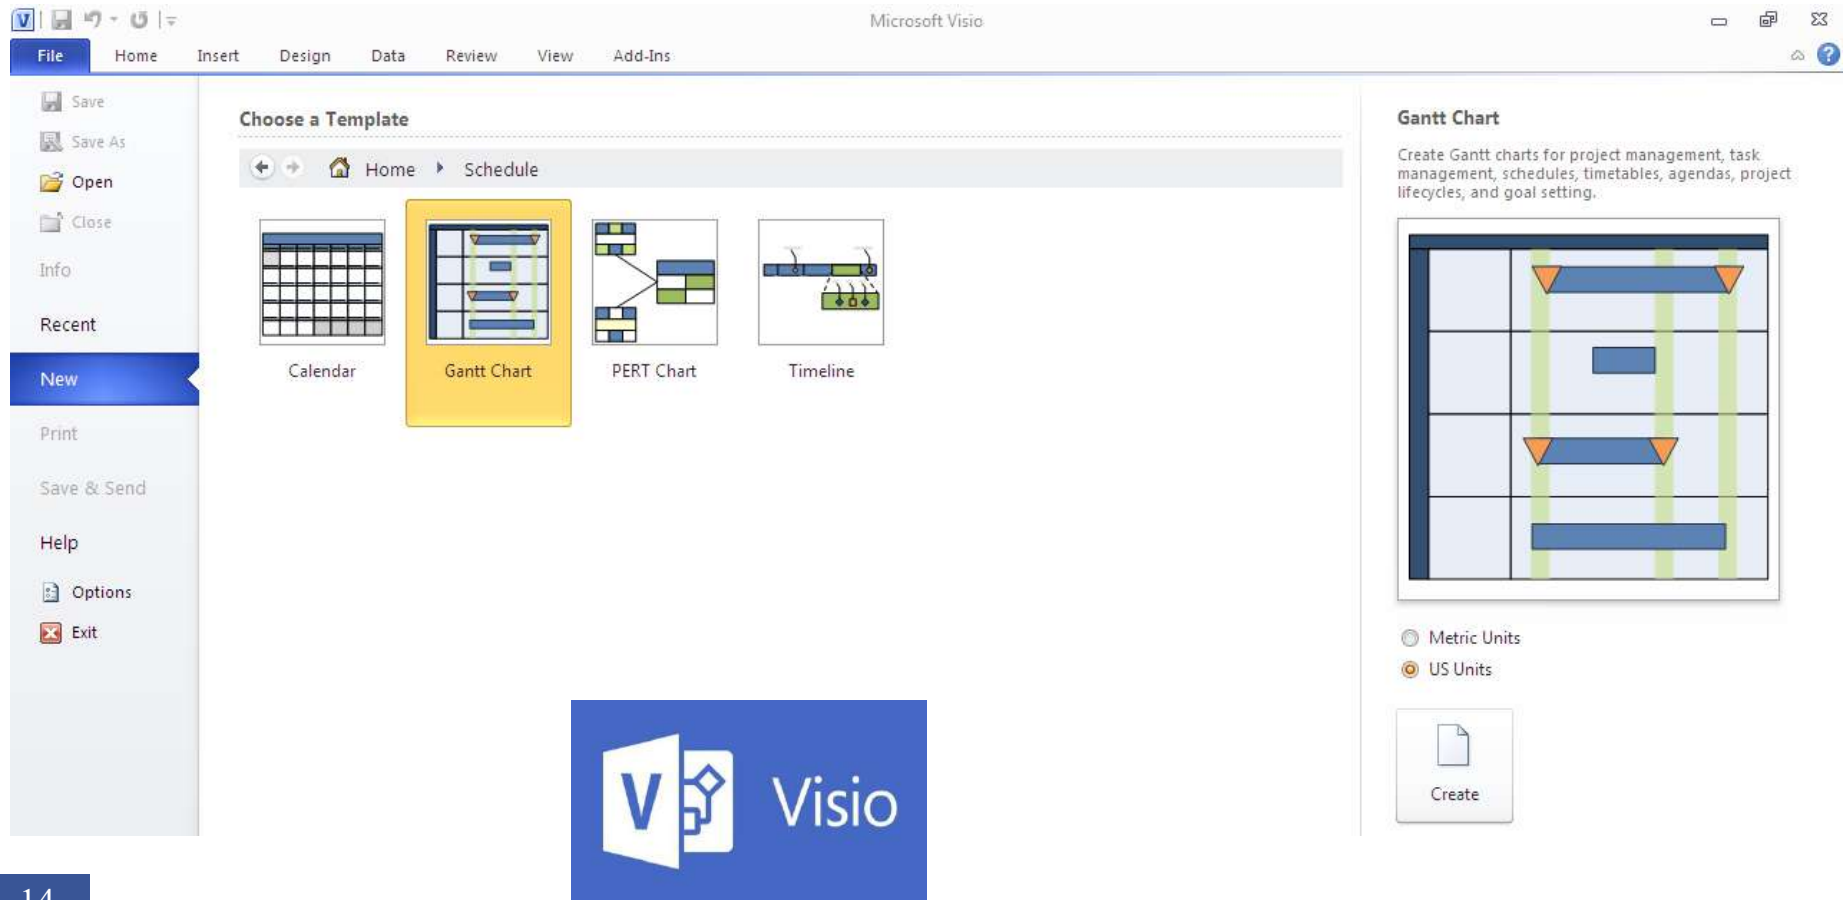 Microsoft Visio
File Home Insert Design Data Review View Add-Ins
Save
Save As
Open
Close
Info
Recent
New
Print
Save & Send
Help
Options
Exit
Choose a Template
Home Schedule
Calendar Gantt Chart PERT Chart Timeline
Gantt Chart
Create Gantt charts for project management, task
management, schedules, timetables, agendas, project
lifecycles, and goal setting.
Metric Units
US Units
Create
V Visio
14